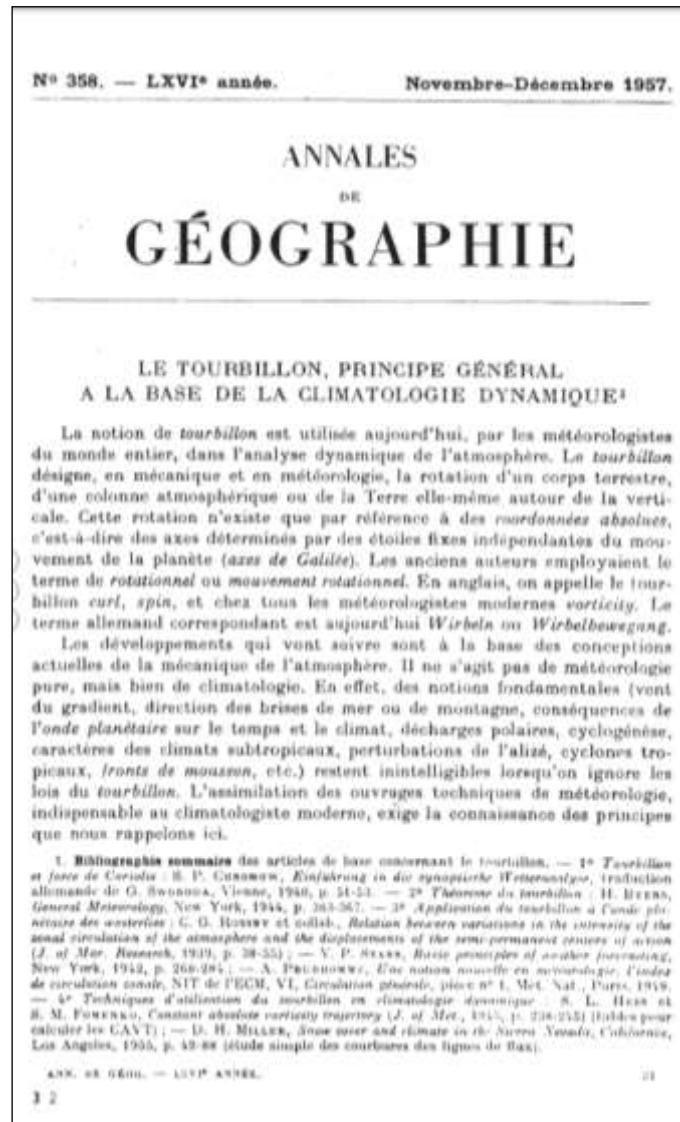 Nº 358. — LXVIᵉ année. Novembre-Décembre 1957.
ANNALES
DE
GÉOGRAPHIE
LE TOURBILLON, PRINCIPE GÉNÉRAL
A LA BASE DE LA CLIMATOLOGIE DYNAMIQUE¹
La notion de tourbillon est utilisée aujourd'hui, par les météorologistes
du monde entier, dans l'analyse dynamique de l'atmosphère. Le tourbillon
désigne, en mécanique et en météorologie, la rotation d'un corps terrestre,
d'une colonne atmosphérique ou de la Terre elle-même autour de la verti-
cale. Cette rotation n'existe que par référence à des coordonnées absolues,
c'est-à-dire des axes déterminés par des étoiles fixes indépendantes du mou-
vement de la planète (axes de Galilée). Les anciens auteurs employaient le
terme de rotationnel ou mouvement rotationnel. En anglais, on appelle le tour-
billon curl, spin, et chez tous les météorologistes modernes vorticity. Le
terme allemand correspondant est aujourd'hui Wirbeln ou Wirbelbewegung.
Les développements qui vont suivre sont à la base des conceptions
actuelles de la mécanique de l'atmosphère. Il ne s'agit pas de météorologie
pure, mais bien de climatologie. En effet, des notions fondamentales (vent
du gradient, direction des brises de mer ou de montagne, conséquences de
l'onde planétaire sur le temps et le climat, décharges polaires, cyclogénèse,
caractères des climats subtropicaux, perturbations de l'alizé, cyclones tro-
picaux, fronts de mousson, etc.) restent inintelligibles lorsqu'on ignore les
lois du tourbillon. L'assimilation des ouvrages techniques de météorologie,
indispensable au climatologiste moderne, exige la connaissance des principes
que nous rappelons ici.
1. Bibliographie sommaire des articles de base concernant le tourbillon. — 1º Tourbillon
et force de Coriolis : S. P. Einführung in die synoptische Wetteranalyse, traduction
allemande de G. Swoboda, Vienne, 1940, p. 51-53. — 2º Théorème du tourbillon : H.
General Meteorology, New York, 1944, p. — 3º Application du tourbillon à l'onde pla-
nétaire des westerlies : C. G. Rossby et collab., Relation between variations in the intensity of the
zonal circulation of the atmosphere and the displacements of the semi-permanent centers of action
(J. of Mar. Research, 1939, p. 38-55) ; — V. P. Starr, Basic principles of weather forecasting,
New York, 1942, p. ; — A. Une notion nouvelle en météorologie, l'index
de circulation zonale, NIT de l'ECM, VI, Circulation générale, pièce nº 1, Met. Nat., Paris,
— 4º Techniques d'utilisation du tourbillon en climatologie dynamique : S. L. Hess et
S. M. Fomenko, Constant absolute vorticity trajectory (J. of Met., p. ) (tables pour
calculer les CAVT) ; — D. H. Miller, Snow cover and climate in the Sierra Nevada, California,
Los Angeles, 1955, p. (étude simple des courbures des lignes de flux).
ANN. DE GÉOG. — LXVIᵉ ANNÉE.
1 2